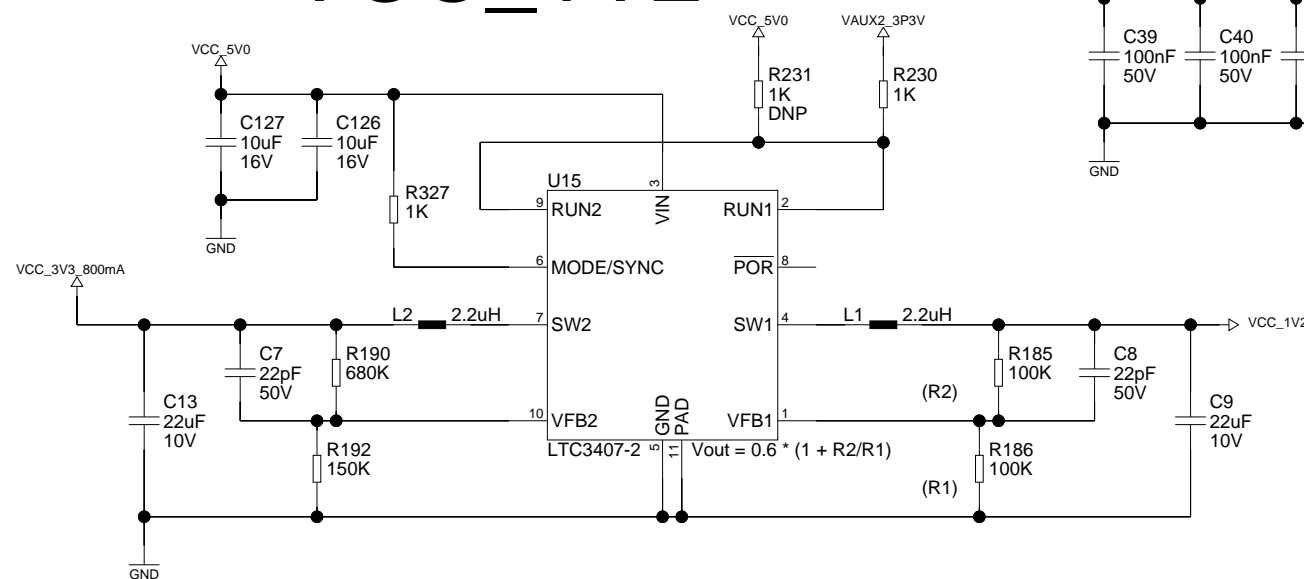 VCC_5V0
VAUX2_3P3V
C39
100nF
50V
C40
100nF
50V
VCC_5V0
R231
1K
DNP
R230
1K
C127
10uF
16V
C126
10uF
16V
GND
R327
1K
U15
3
VIN
9
RUN2
RUN1
2
GND
6
MODE/SYNC
POR
8
VCC_3V3_800mA
L2
2.2uH
7
SW2
SW1
4
L1
2.2uH
VCC_1V2
C7
22pF
50V
R190
680K
R185
100K
C8
22pF
50V
(R2)
C13
22uF
10V
10
VFB2
GND
PAD
VFB1
1
C9
22uF
10V
R192
150K
LTC3407-2
5
11
Vout = 0.6 * (1 + R2/R1)
R186
100K
(R1)
GND